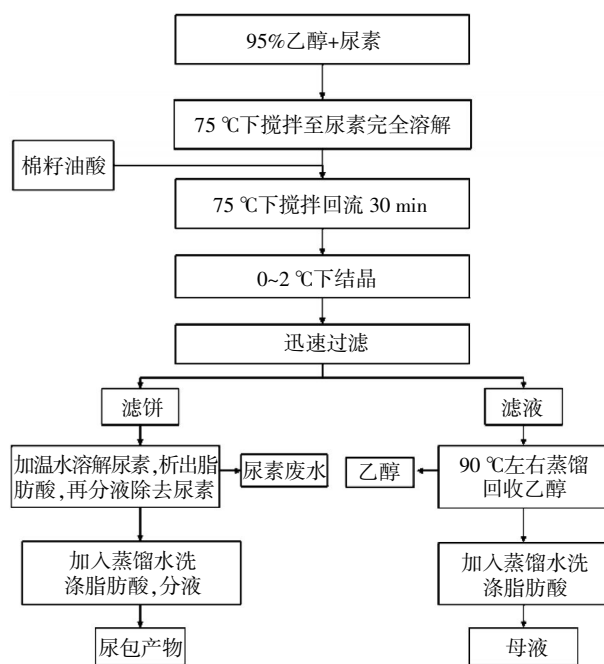 95%乙醇+尿素
75 ℃下搅拌至尿素完全溶解
棉籽油酸
75 ℃下搅拌回流 30 min
0~2 ℃下结晶
迅速过滤
滤饼
滤液
加温水溶解尿素,析出脂
肪酸,再分液除去尿素
尿素废水
乙醇
90 ℃左右蒸馏
回收乙醇
加入蒸馏水洗
涤脂肪酸,分液
加入蒸馏水洗
涤脂肪酸
尿包产物
母液